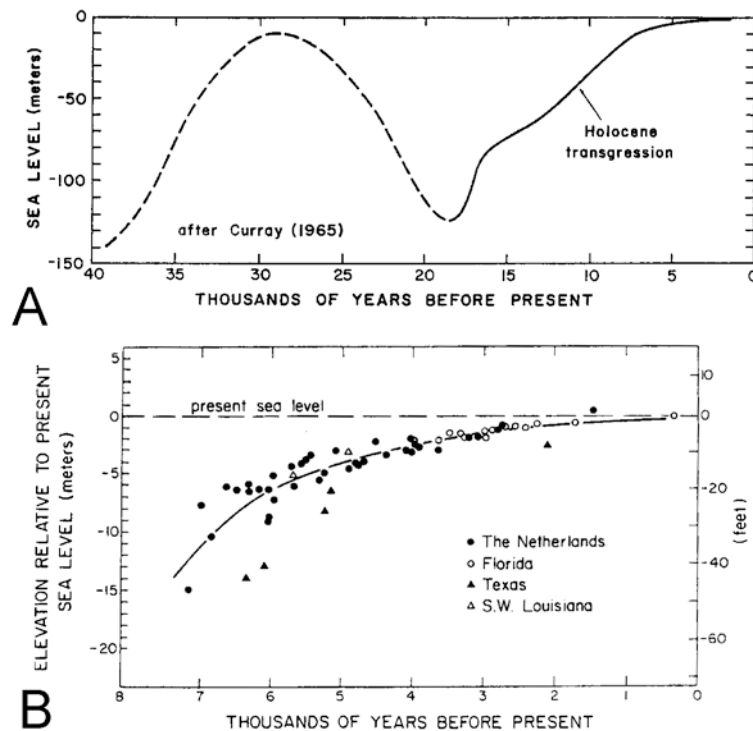 0
-50
-100
-150
SEA LEVEL (meters)
Holocene
transgression
after Curray (1965)
40 35 30 25 20 15 10 5 0
THOUSANDS OF YEARS BEFORE PRESENT
A
5
0
-5
-10
-15
-20
ELEVATION RELATIVE TO PRESENT
SEA LEVEL (meters)
present sea level
The Netherlands
Florida
Texas
S.W. Louisiana
10
0
-20
-40
-60
(feet)
8 7 6 5 4 3 2 1 0
THOUSANDS OF YEARS BEFORE PRESENT
B